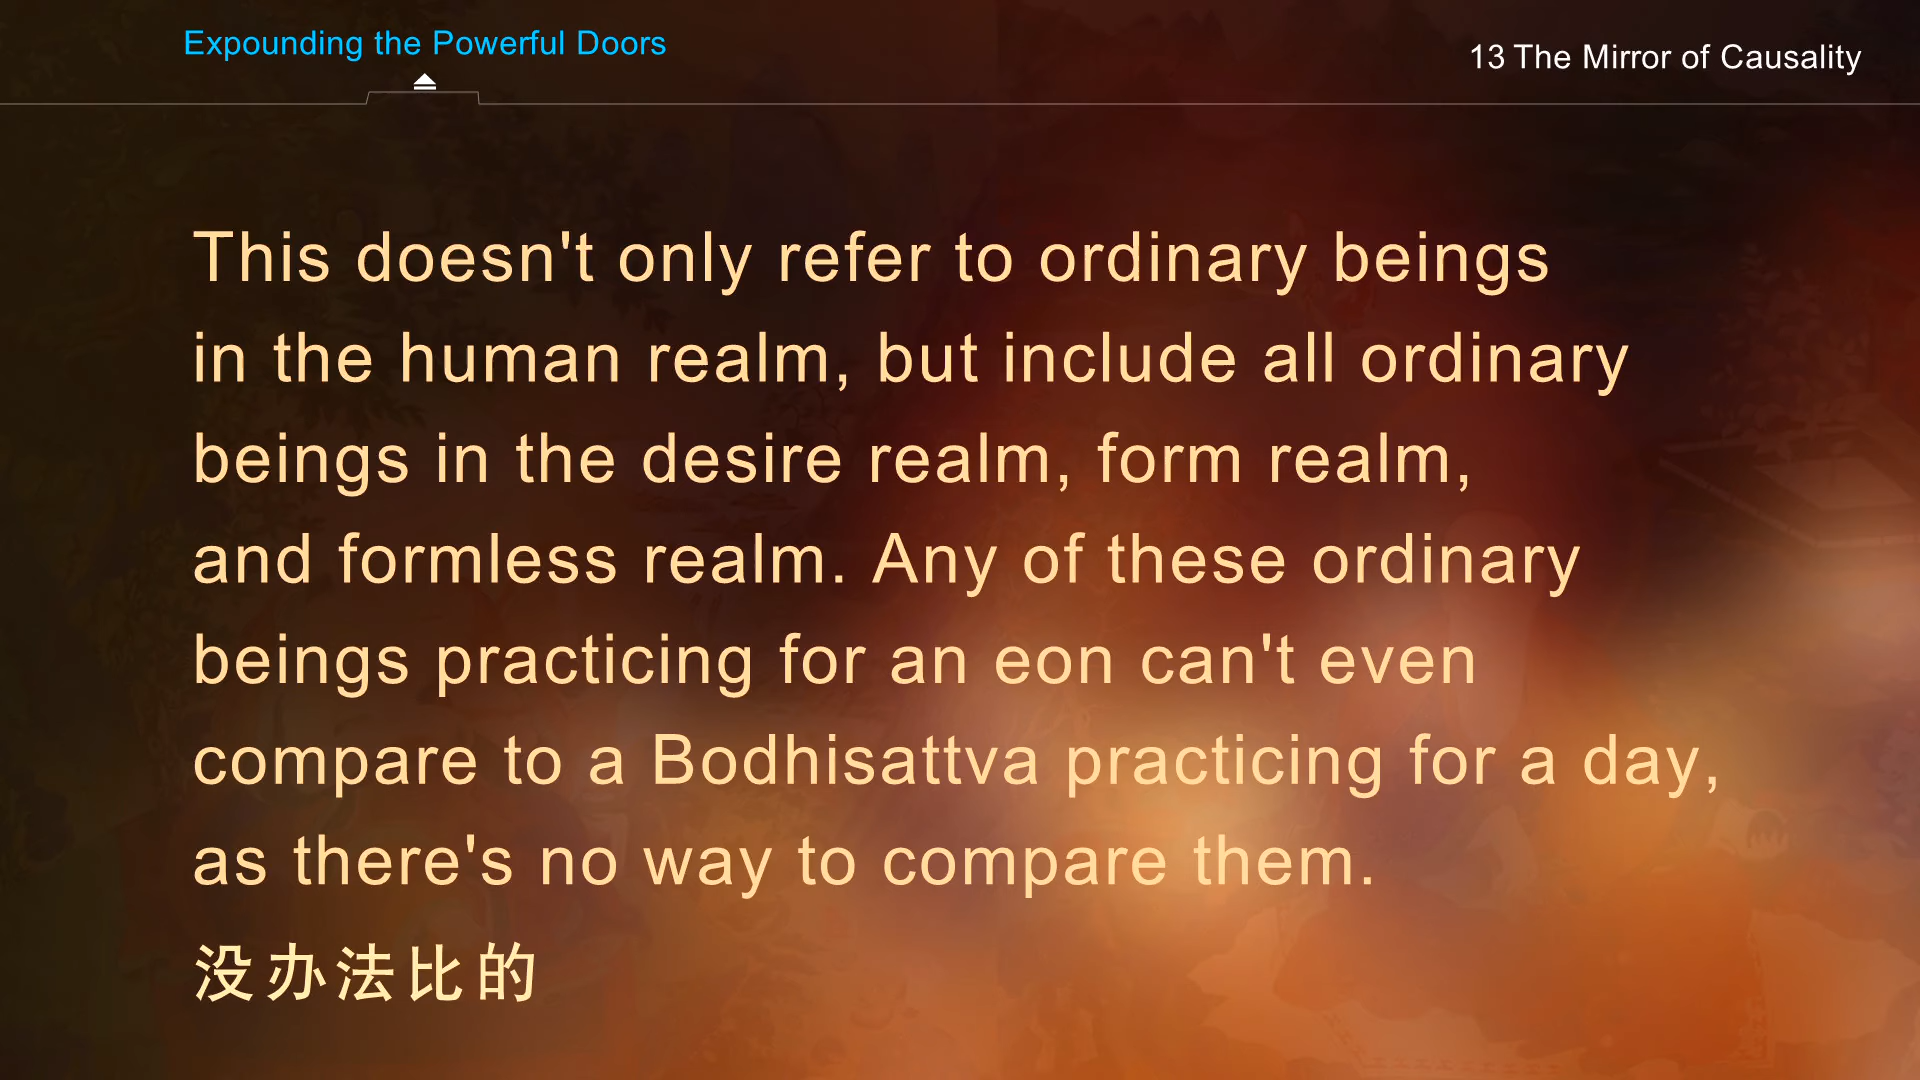 Expounding the Powerful Doors
13 The Mirror of Causality
This doesn't only refer to ordinary beings
in the human realm, but include all ordinary
beings in the desire realm, form realm,
and formless realm. Any of these ordinary
beings practicing for an eon can't even
compare to a Bodhisattva practicing for a day,
as there's no way to compare them.
没办法比的